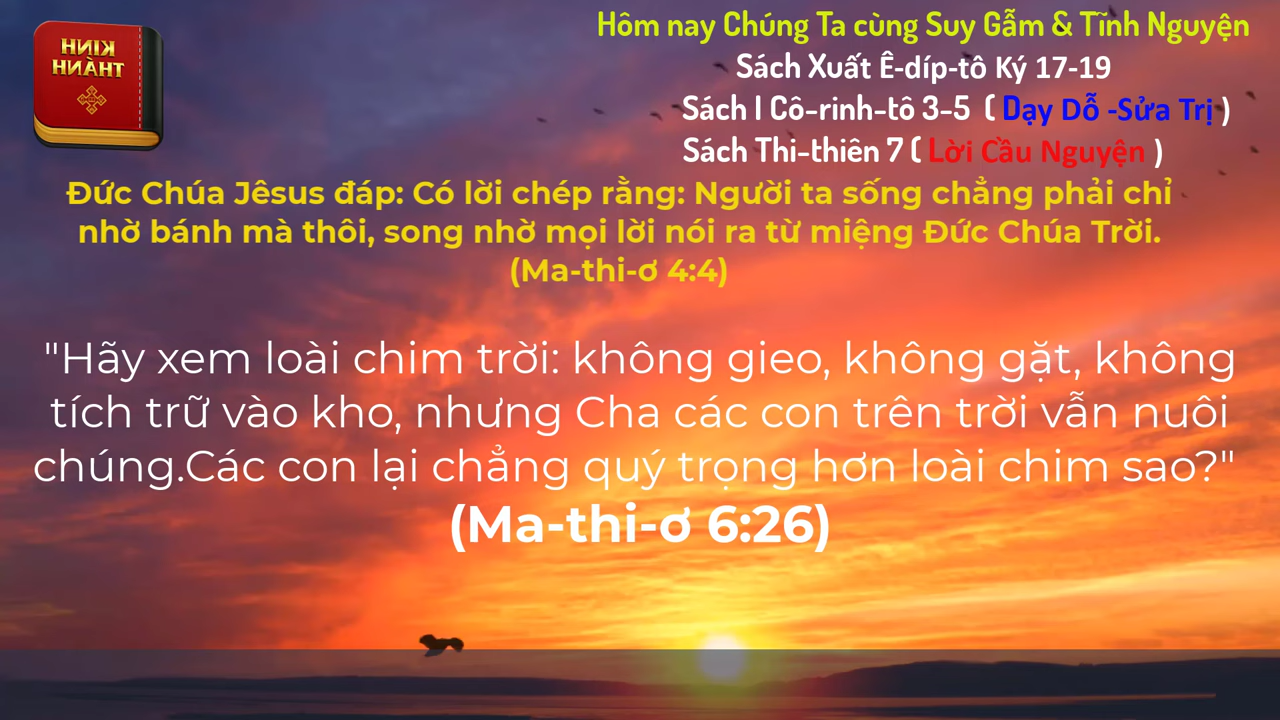 KINH
THÀNH
Hôm nay Chúng Ta cùng Suy Gẫm & Tĩnh Nguyện
Sách Xuất Ê-díp-tô Ký 17-19
Sách I Cô-rinh-tô 3-5 ( Dạy Dỗ -Sửa Trị )
Sách Thi-thiên 7 ( Lời Cầu Nguyện )
Đức Chúa Jêsus đáp: Có lời chép rằng: Người ta sống chẳng phải chỉ
nhờ bánh mà thôi, song nhờ mọi lời nói ra từ miệng Đức Chúa Trời.
(Ma-thi-ơ 4:4)
"Hãy xem loài chim trời: không gieo, không gặt, không
tích trữ vào kho, nhưng Cha các con trên trời vẫn nuôi
chúng.Các con lại chẳng quý trọng hơn loài chim sao?"
(Ma-thi-ơ 6:26)